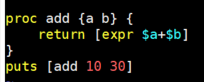 proc add {a b} {
    return [expr $a+$b]
}
puts [add 10 30]